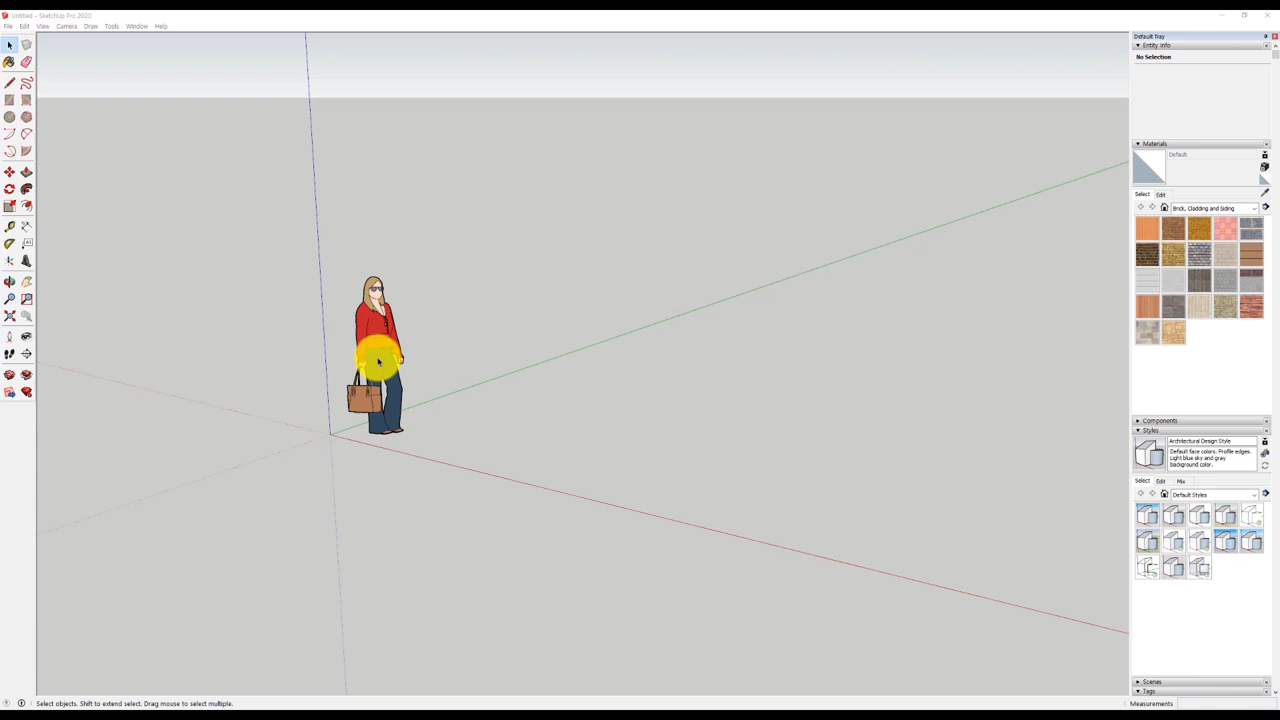 Untitled - SketchUp Pro 2020
File Edit View Camera Draw Tools Window Help
Default Tray
Entity Info
No Selection
Materials
Default
Select Edit
Brick, Cladding and Siding
Components
Styles
Architectural Design Style
Default face colors. Profile edges.
Light blue sky and gray
background color.
Select Edit Mix
Default Styles
Scenes
Tags
Select objects. Shift to extend select. Drag mouse to select multiple.
Measurements